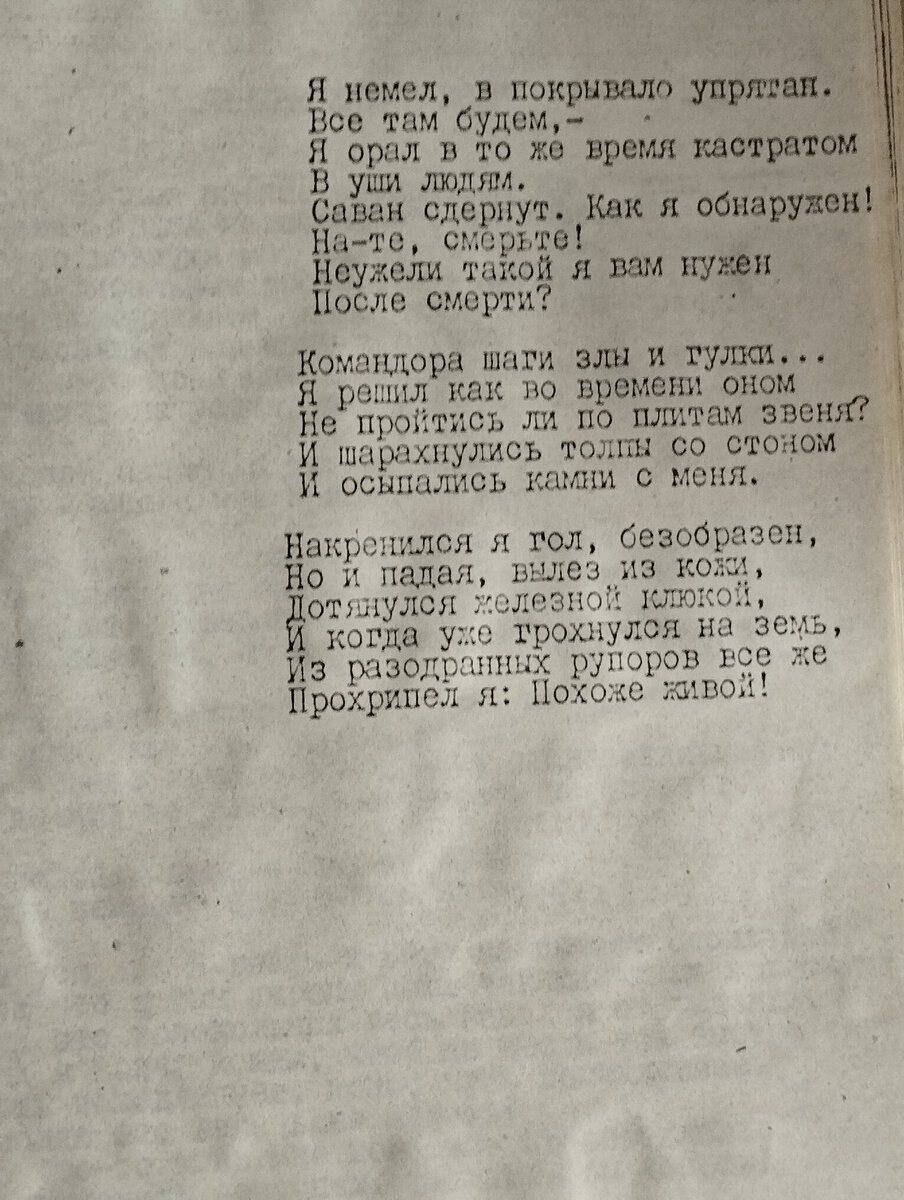 Я немел, в покрывало упрятан.
Все там будем,-
Я орал в то же время кастратом
В уши людям.
Саван сдернут. Как я обнаружен!
На-те, смерьте!
Неужели такой я вам нужен
После смерти?
Командора шаги злы и гулки...
Я решил как во времени оном
Не пройтись ли по плитам звеня?
И шарахнулись толпы со стоном
И осыпались камни с меня.
Накренился я гол, безобразен,
Но и падая, вылез из кожи,
Дотянулся железной клюкой,
И когда уже грохнулся на земь,
Из разодранных рупоров все же
Прохрипел я: Похоже живой!